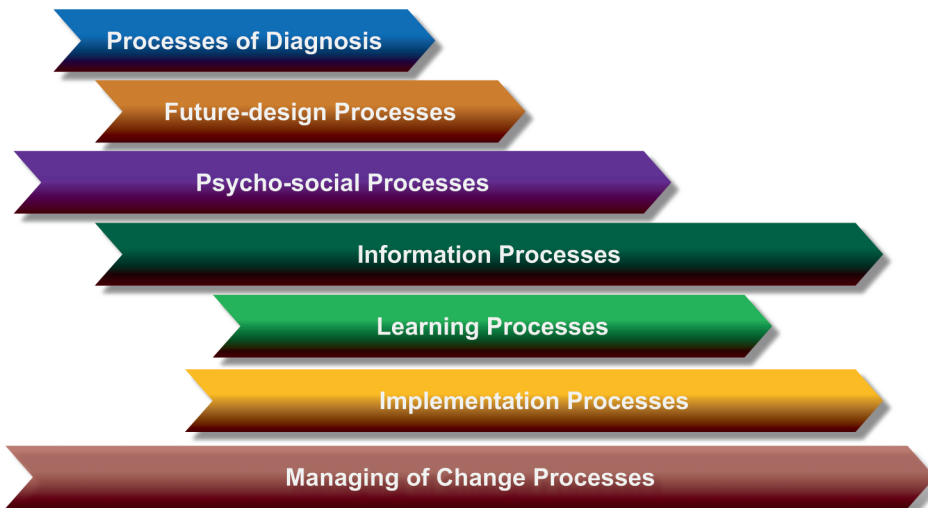 Processes of Diagnosis
Future-design Processes
Psycho-social Processes
Information Processes
Learning Processes
Implementation Processes
Managing of Change Processes